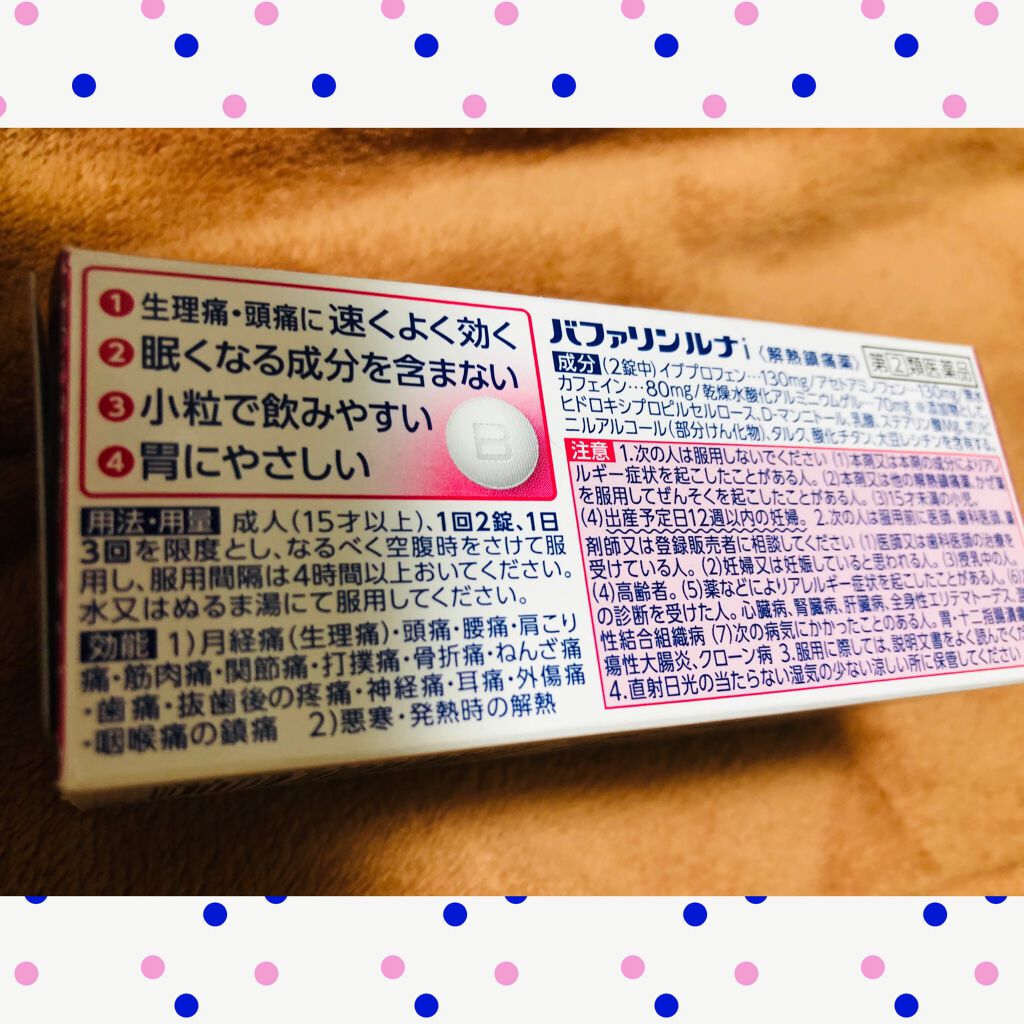 1 生理痛・頭痛に 速くよく効く
2 眠くなる成分を含まない
3 小粒で飲みやすい
4 胃にやさしい
B
用法・用量 成人(15才以上)、1回2錠、1日
3回を限度とし、なるべく空腹時をさけて服
用し、服用間隔は4時間以上おいてください。
水又はぬるま湯にて服用してください。
効能 1)月経痛(生理痛)・頭痛・腰痛・肩こり
痛・筋肉痛・関節痛・打撲痛・骨折痛・ねんざ痛
・歯痛・抜歯後の疼痛・神経痛・耳痛・外傷痛
・咽喉痛の鎮痛 2)悪寒・発熱時の解熱
バファリンルナi〈解熱鎮痛薬〉 第②類医薬品
成分 (2錠中)イブプロフェン…130mg/アセトアミノフェン…130mg/無水
カフェイン…80mg/乾燥水酸化アルミニウムゲル…70mg ※添加物として、
ヒドロキシプロピルセルロース、D-マンニトール、乳糖、ステアリン酸Mg、ポリビ
ニルアルコール(部分けん化物)、タルク、酸化チタン、大豆レシチンを含有する。
注意 1.次の人は服用しないでください (1)本剤又は本剤の成分によりアレ
ルギー症状を起こしたことがある人。(2)本剤又は他の解熱鎮痛薬、かぜ薬
を服用してぜんそくを起こしたことがある人。(3)15才未満の小児。
(4)出産予定日12週以内の妊婦。2.次の人は服用前に医師、歯科医師、薬
剤師又は登録販売者に相談してください (1)医師又は歯科医師の治療を
受けている人。(2)妊婦又は妊娠していると思われる人。(3)授乳中の人。
(4)高齢者。(5)薬などによりアレルギー症状を起こしたことがある人。(6)
の診断を受けた人。心臓病、腎臓病、肝臓病、全身性エリテマトーデス、混
性結合組織病 (7)次の病気にかかったことのある人。胃・十二指腸潰瘍
瘍性大腸炎、クローン病 3.服用に際しては、説明文書をよく読んでくだ
4.直射日光の当たらない湿気の少ない涼しい所に保管してください